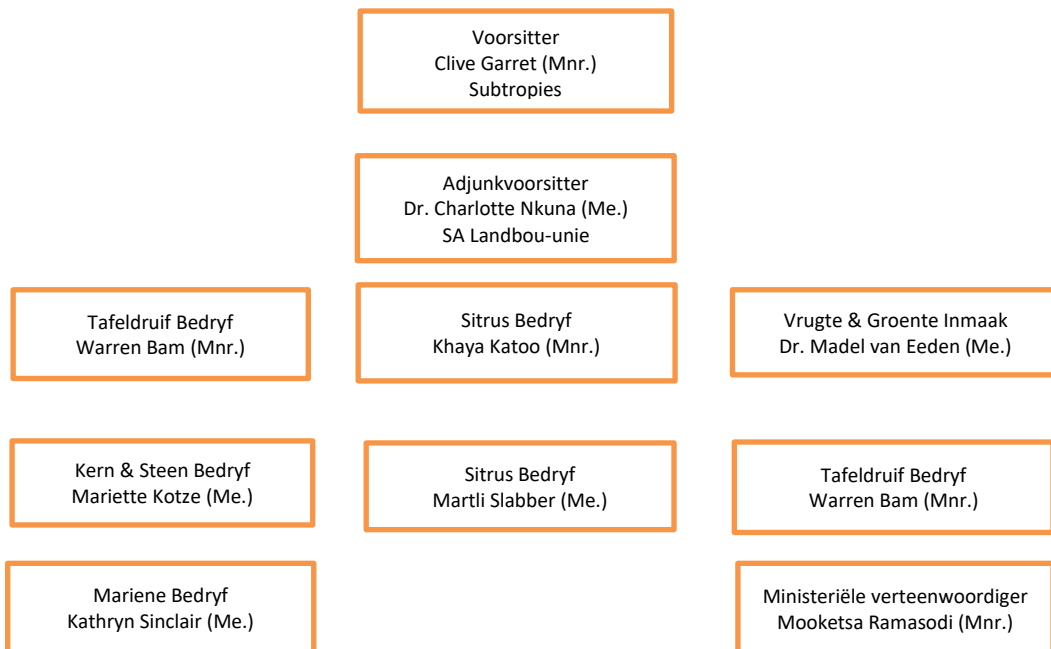 Voorsitter
Clive Garret (Mnr.)
Subtropies
Adjunkvoorsitter
Dr. Charlotte Nkuna (Me.)
SA Landbou-unie
Tafeldruif Bedryf
Warren Bam (Mnr.)
Sitrus Bedryf
Khaya Katoo (Mnr.)
Vrugte & Groente Inmaak
Dr. Madel van Eeden (Me.)
Kern & Steen Bedryf
Mariette Kotze (Me.)
Sitrus Bedryf
Martli Slabber (Me.)
Tafeldruif Bedryf
Warren Bam (Mnr.)
Mariene Bedryf
Kathryn Sinclair (Me.)
Ministeriële verteenwoordiger
Mooketsa Ramasodi (Mnr.)